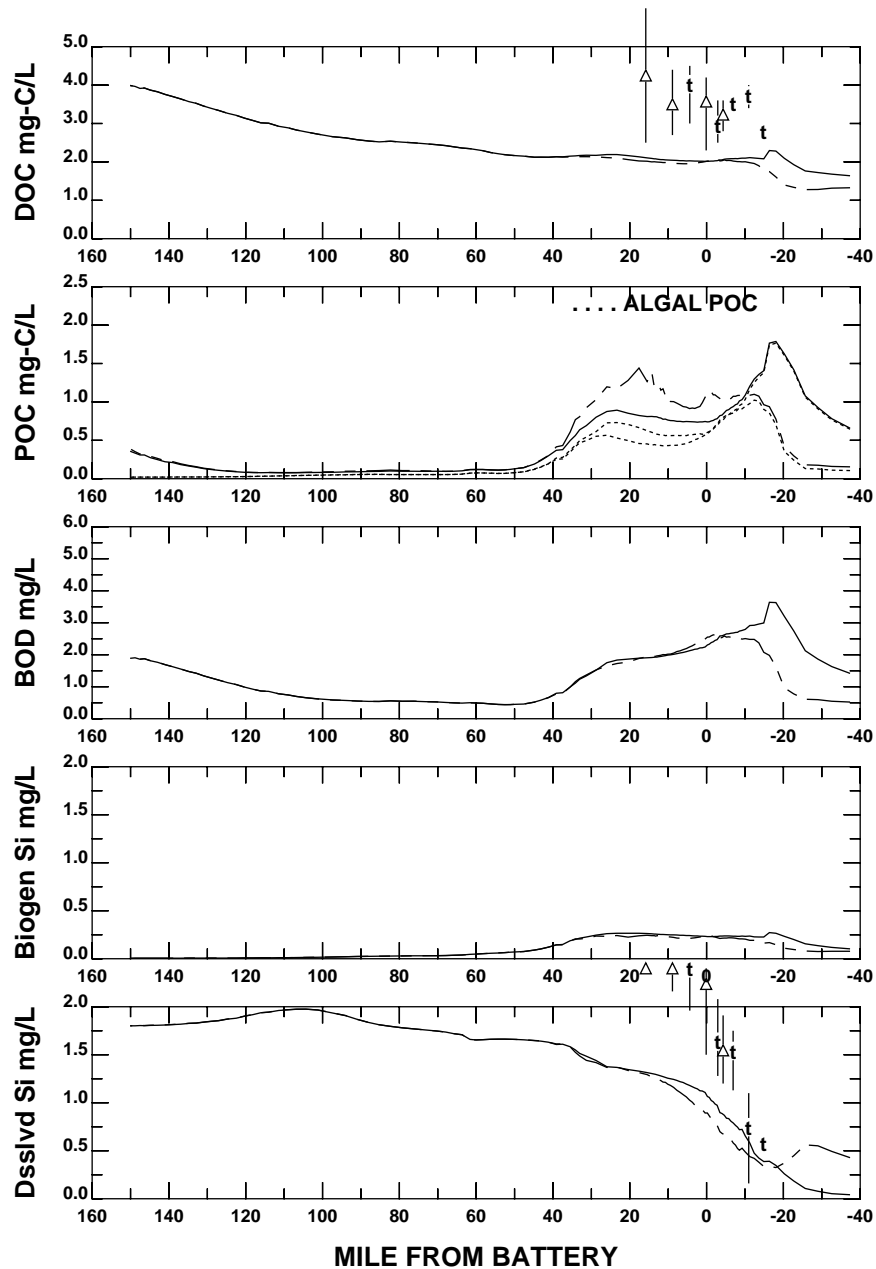 5.0
4.0
3.0
2.0
1.0
0.0
DOC mg-C/L
t t
t
t
t
160 140 120 100 80 60 40 20 0 -20 -40
2.5
2.0
1.5
1.0
0.5
0.0
POC mg-C/L
. . . . ALGAL POC
160 140 120 100 80 60 40 20 0 -20 -40
6.0
5.0
4.0
3.0
2.0
1.0
0.0
BOD mg/L
160 140 120 100 80 60 40 20 0 -20 -40
2.0
1.5
1.0
0.5
0.0
Biogen Si mg/L
160 140 120 100 80 60 40 20 0 -20 -40
t
2.0
1.5
1.0
0.5
0.0
Dsslvd Si mg/L
t
t
t
t
160 140 120 100 80 60 40 20 0 -20 -40
MILE FROM BATTERY